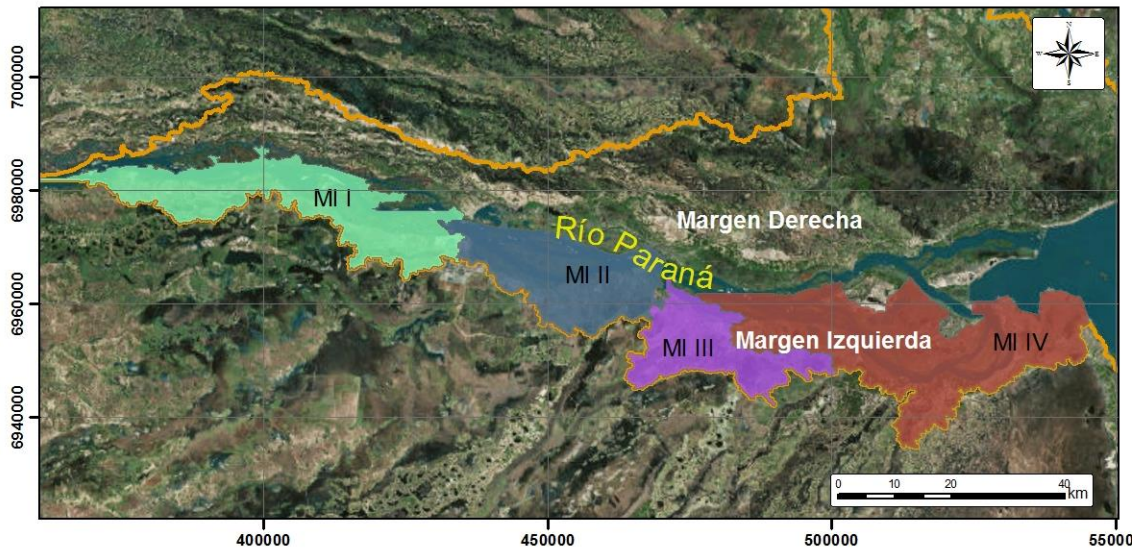 N
W
E
S
7000000
6980000
6960000
6940000
MI I
Margen Derecha
Río Paraná
MI II
MI III
Margen Izquierda
MI IV
0 10 20 40
km
400000
450000
500000
55000